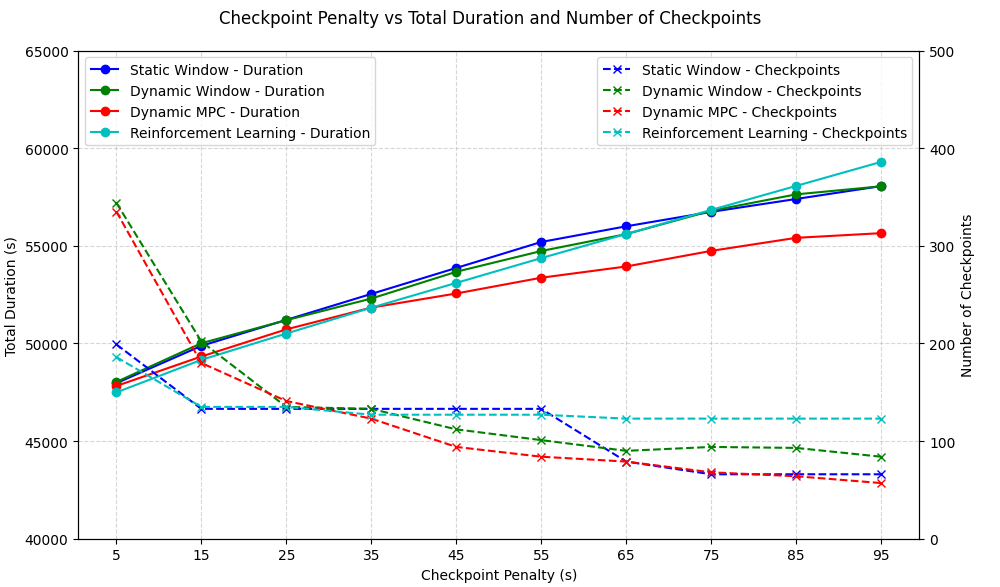 Checkpoint Penalty vs Total Duration and Number of Checkpoints
65000
60000
55000
50000
45000
40000
Total Duration (s)
Static Window - Duration
Dynamic Window - Duration
Dynamic MPC - Duration
Reinforcement Learning - Duration
Static Window - Checkpoints
Dynamic Window - Checkpoints
Dynamic MPC - Checkpoints
Reinforcement Learning - Checkpoints
500
400
300
200
100
0
Number of Checkpoints
5 15 25 35 45 55 65 75 85 95
Checkpoint Penalty (s)